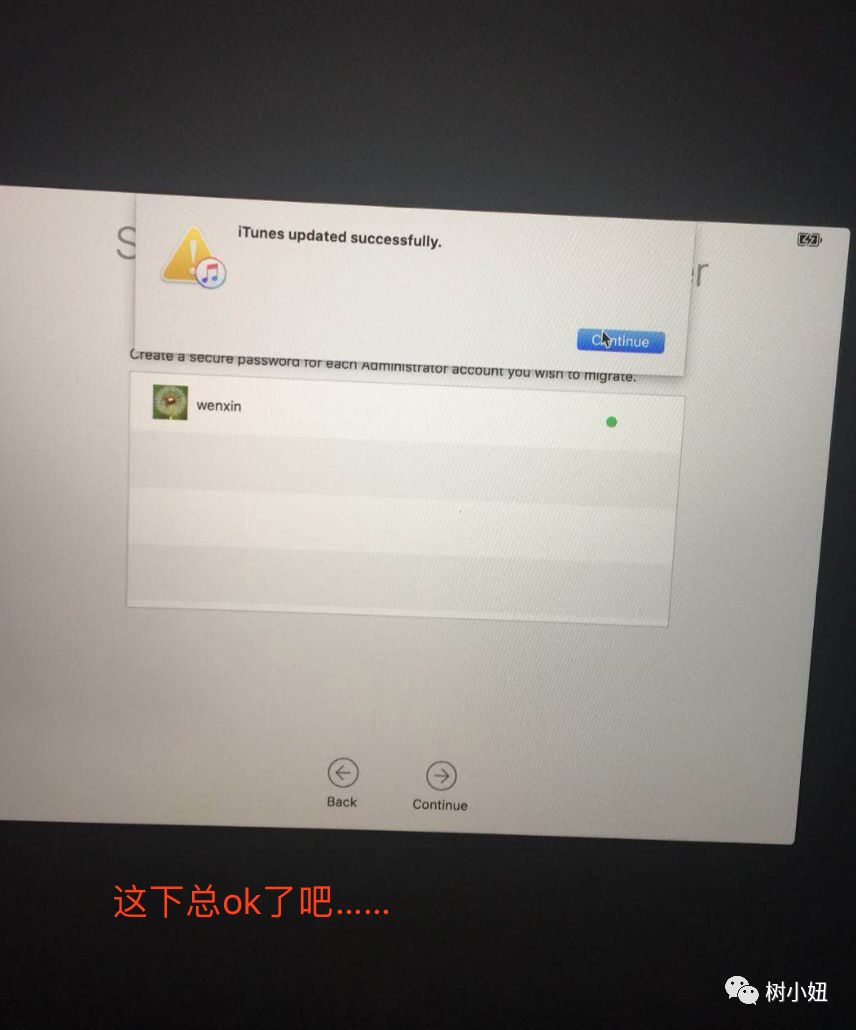 iTunes updated successfully.
Continue
Create a secure password for each Administrator account you wish to migrate.
wenxin
Back
Continue
这下总ok了吧……
树小妞